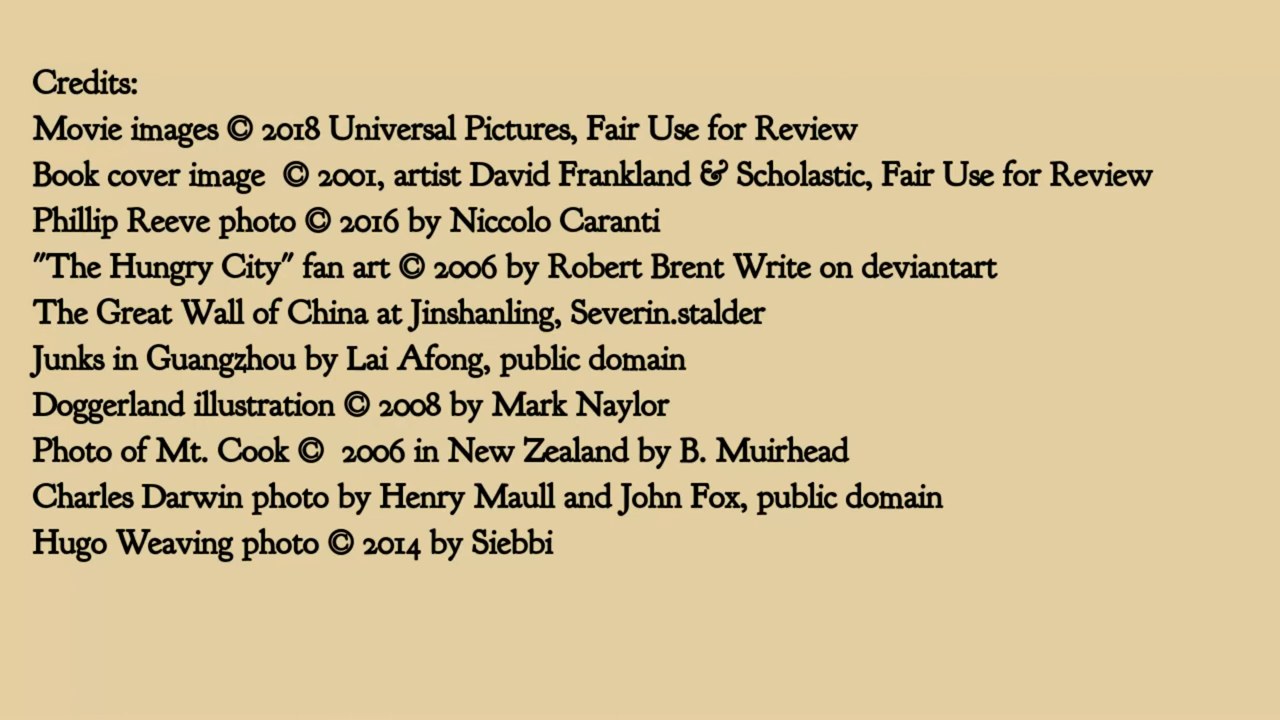 Credits:
Movie images © 2018 Universal Pictures, Fair Use for Review
Book cover image © 2001, artist David Frankland & Scholastic, Fair Use for Review
Phillip Reeve photo © 2016 by Niccolo Caranti
"The Hungry City" fan art © 2006 by Robert Brent Write on deviantart
The Great Wall of China at Jinshanling, Severin.stalder
Junks in Guangzhou by Lai Afong, public domain
Doggerland illustration © 2008 by Mark Naylor
Photo of Mt. Cook © 2006 in New Zealand by B. Muirhead
Charles Darwin photo by Henry Maull and John Fox, public domain
Hugo Weaving photo © 2014 by Siebbi